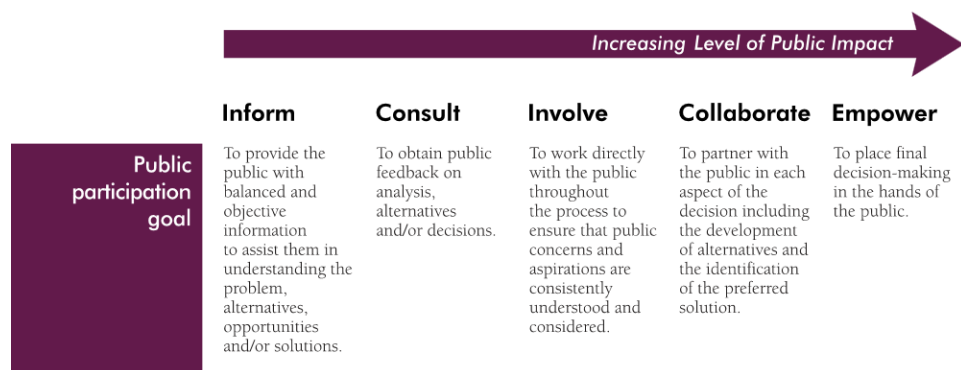 Increasing Level of Public Impact
Inform
Consult
Involve
Collaborate
Empower
Public
participation
goal
To provide the
public with
balanced and
objective
information
to assist them in
understanding the
problem,
alternatives,
opportunities
and/or solutions.
To obtain public
feedback on
analysis,
alternatives
and/or decisions.
To work directly
with the public
throughout
the process to
ensure that public
concerns and
aspirations are
consistently
understood and
considered.
To partner with
the public in each
aspect of the
decision including
the development
of alternatives and
the identification
of the preferred
solution.
To place final
decision-making
in the hands of
the public.